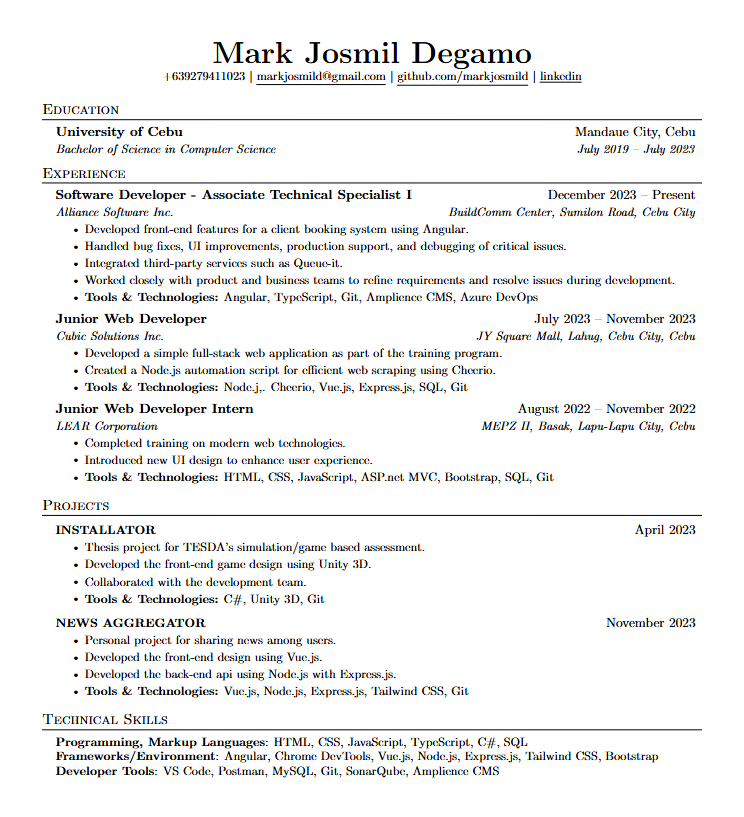 Mark Josmil Degamo
+639279411023 | markjosmild@gmail.com | github.com/markjosmild | linkedin
Education
University of Cebu Mandaue City, Cebu
Bachelor of Science in Computer Science July 2019 – July 2023
Experience
Software Developer - Associate Technical Specialist I December 2023 – Present
Alliance Software Inc. BuildComm Center, Sumilon Road, Cebu City
• Developed front-end features for a client booking system using Angular.
• Handled bug fixes, UI improvements, production support, and debugging of critical issues.
• Integrated third-party services such as Queue-it.
• Worked closely with product and business teams to refine requirements and resolve issues during development.
• Tools & Technologies: Angular, TypeScript, Git, Amplience CMS, Azure DevOps
Junior Web Developer July 2023 – November 2023
Cubic Solutions Inc. JY Square Mall, Lahug, Cebu City, Cebu
• Developed a simple full-stack web application as part of the training program.
• Created a Node.js automation script for efficient web scraping using Cheerio.
• Tools & Technologies: Node.j,. Cheerio, Vue.js, Express.js, SQL, Git
Junior Web Developer Intern August 2022 – November 2022
LEAR Corporation MEPZ II, Basak, Lapu-Lapu City, Cebu
• Completed training on modern web technologies.
• Introduced new UI design to enhance user experience.
• Tools & Technologies: HTML, CSS, JavaScript, ASP.net MVC, Bootstrap, SQL, Git
Projects
INSTALLATOR April 2023
• Thesis project for TESDA's simulation/game based assessment.
• Developed the front-end game design using Unity 3D.
• Collaborated with the development team.
• Tools & Technologies: C#, Unity 3D, Git
NEWS AGGREGATOR November 2023
• Personal project for sharing news among users.
• Developed the front-end design using Vue.js.
• Developed the back-end api using Node.js with Express.js.
• Tools & Technologies: Vue.js, Node.js, Express.js, Tailwind CSS, Git
Technical Skills
Programming, Markup Languages: HTML, CSS, JavaScript, TypeScript, C#, SQL
Frameworks/Environment: Angular, Chrome DevTools, Vue.js, Node.js, Express.js, Tailwind CSS, Bootstrap
Developer Tools: VS Code, Postman, MySQL, Git, SonarQube, Amplience CMS